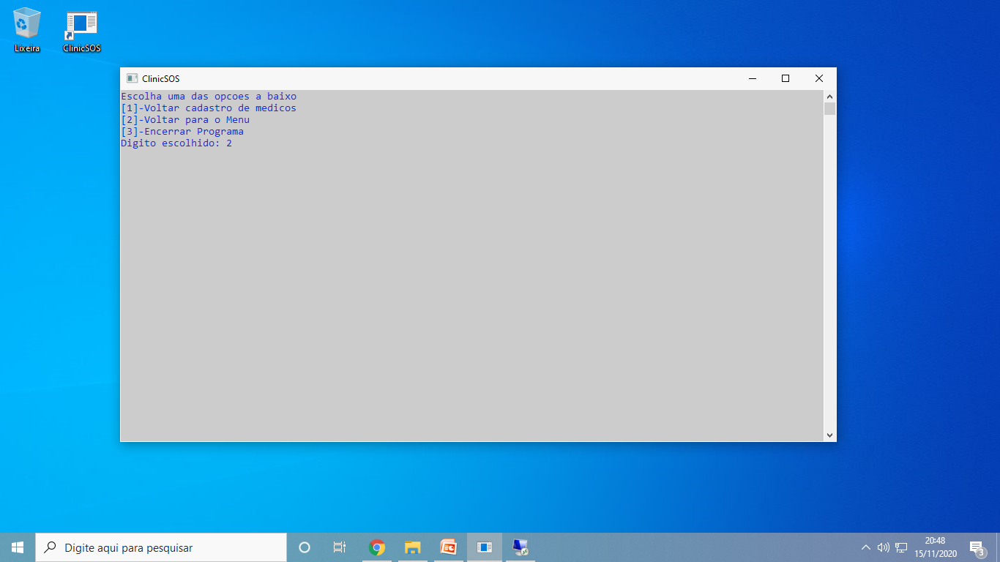 Lixeira
ClinicSOS
ClinicSOS
Escolha uma das opcoes a baixo
[1]-Voltar cadastro de medicos
[2]-Voltar para o Menu
[3]-Encerrar Programa
Digito escolhido: 2
Digite aqui para pesquisar
20:48
15/11/2020
3